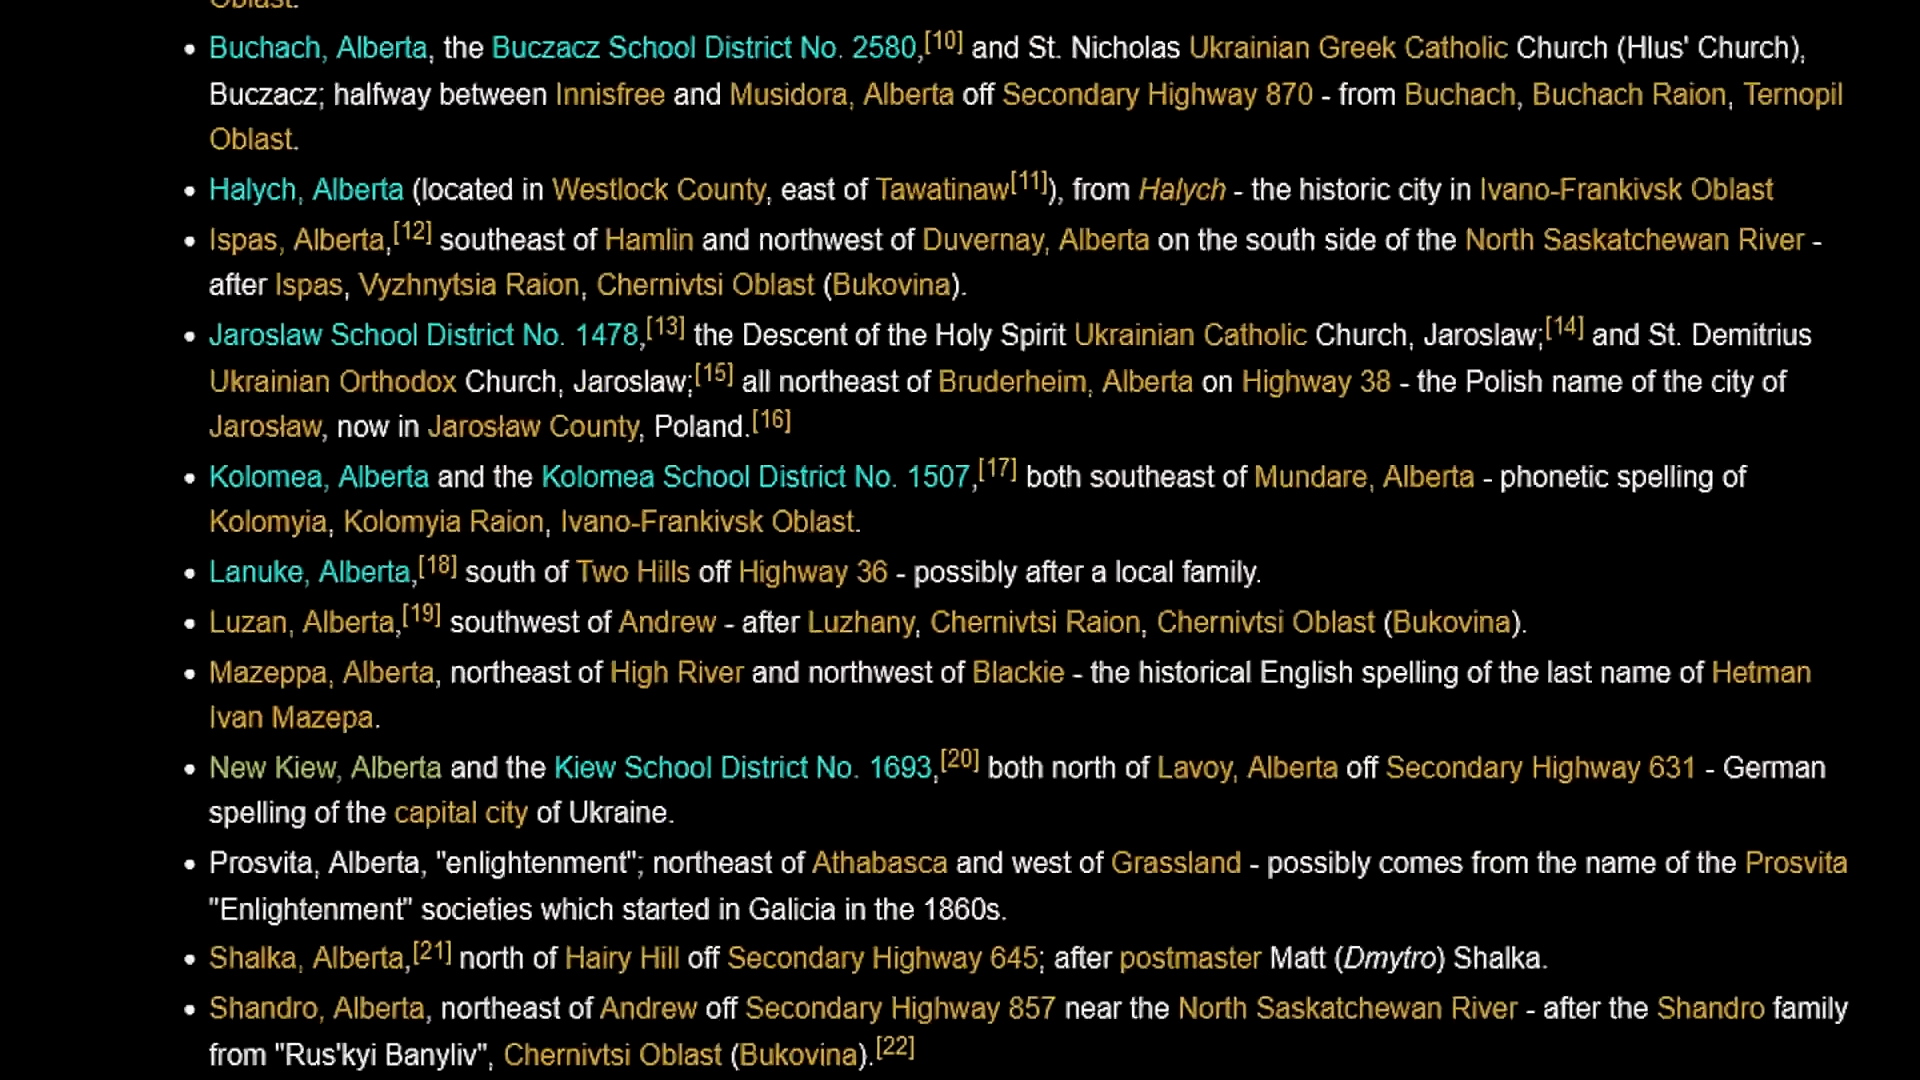 Oblast.
• Buchach, Alberta, the Buczacz School District No. 2580,[10] and St. Nicholas Ukrainian Greek Catholic Church (Hlus' Church),
Buczacz; halfway between Innisfree and Musidora, Alberta off Secondary Highway 870 - from Buchach, Buchach Raion, Ternopil
Oblast.
• Halych, Alberta (located in Westlock County, east of Tawatinaw[11]), from Halych - the historic city in Ivano-Frankivsk Oblast
• Ispas, Alberta,[12] southeast of Hamlin and northwest of Duvernay, Alberta on the south side of the North Saskatchewan River -
after Ispas, Vyzhnytsia Raion, Chernivtsi Oblast (Bukovina).
• Jaroslaw School District No. 1478,[13] the Descent of the Holy Spirit Ukrainian Catholic Church, Jaroslaw;[14] and St. Demitrius
Ukrainian Orthodox Church, Jaroslaw;[15] all northeast of Bruderheim, Alberta on Highway 38 - the Polish name of the city of
Jarosław, now in Jarosław County, Poland.[16]
• Kolomea, Alberta and the Kolomea School District No. 1507,[17] both southeast of Mundare, Alberta - phonetic spelling of
Kolomyia, Kolomyia Raion, Ivano-Frankivsk Oblast.
• Lanuke, Alberta,[18] south of Two Hills off Highway 36 - possibly after a local family.
• Luzan, Alberta,[19] southwest of Andrew - after Luzhany, Chernivtsi Raion, Chernivtsi Oblast (Bukovina).
• Mazeppa, Alberta, northeast of High River and northwest of Blackie - the historical English spelling of the last name of Hetman
Ivan Mazepa.
• New Kiew, Alberta and the Kiew School District No. 1693,[20] both north of Lavoy, Alberta off Secondary Highway 631 - German
spelling of the capital city of Ukraine.
• Prosvita, Alberta, "enlightenment"; northeast of Athabasca and west of Grassland - possibly comes from the name of the Prosvita
"Enlightenment" societies which started in Galicia in the 1860s.
• Shalka, Alberta,[21] north of Hairy Hill off Secondary Highway 645; after postmaster Matt (Dmytro) Shalka.
• Shandro, Alberta, northeast of Andrew off Secondary Highway 857 near the North Saskatchewan River - after the Shandro family
from "Rus'kyi Banyliv", Chernivtsi Oblast (Bukovina).[22]